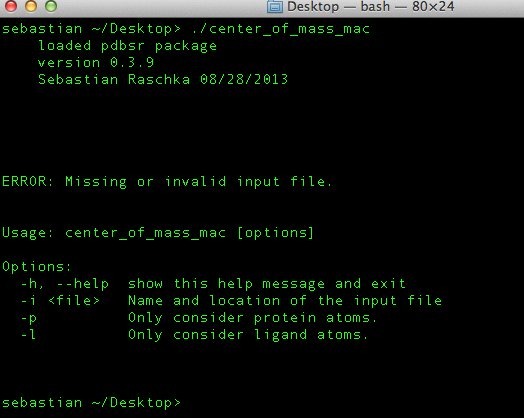 Desktop — bash — 80×24
sebastian ~/Desktop> ./center_of_mass_mac
loaded pdbsr package
version 0.3.9
Sebastian Raschka 08/28/2013
ERROR: Missing or invalid input file.
Usage: center_of_mass_mac [options]
Options:
-h, --help show this help message and exit
-i <file> Name and location of the input file
-p Only consider protein atoms.
-l Only consider ligand atoms.
sebastian ~/Desktop>